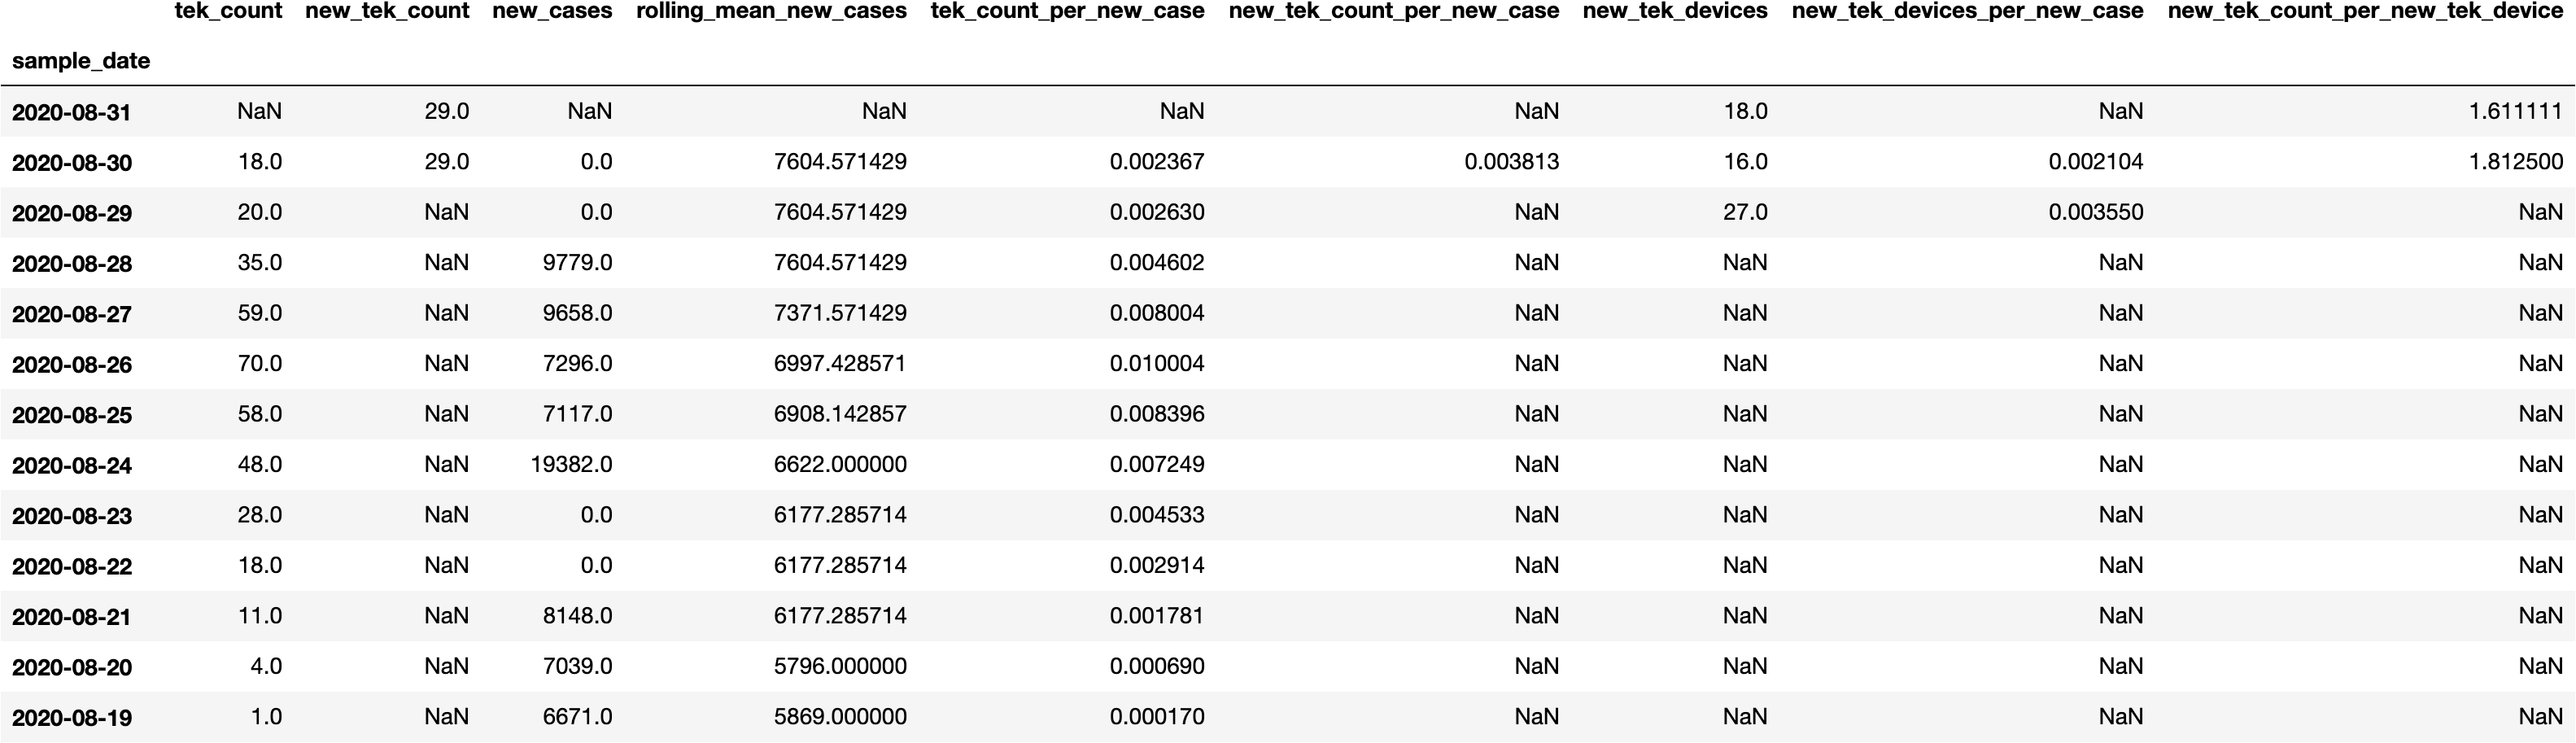 tek_count new_tek_count new_cases rolling_mean_new_cases tek_count_per_new_case new_tek_count_per_new_case new_tek_devices new_tek_devices_per_new_case new_tek_count_per_new_tek_device
sample_date
2020-08-31 NaN 29.0 NaN NaN NaN NaN 18.0 NaN 1.611111
2020-08-30 18.0 29.0 0.0 7604.571429 0.002367 0.003813 16.0 0.002104 1.812500
2020-08-29 20.0 NaN 0.0 7604.571429 0.002630 NaN 27.0 0.003550 NaN
2020-08-28 35.0 NaN 9779.0 7604.571429 0.004602 NaN NaN NaN NaN
2020-08-27 59.0 NaN 9658.0 7371.571429 0.008004 NaN NaN NaN NaN
2020-08-26 70.0 NaN 7296.0 6997.428571 0.010004 NaN NaN NaN NaN
2020-08-25 58.0 NaN 7117.0 6908.142857 0.008396 NaN NaN NaN NaN
2020-08-24 48.0 NaN 19382.0 6622.000000 0.007249 NaN NaN NaN NaN
2020-08-23 28.0 NaN 0.0 6177.285714 0.004533 NaN NaN NaN NaN
2020-08-22 18.0 NaN 0.0 6177.285714 0.002914 NaN NaN NaN NaN
2020-08-21 11.0 NaN 8148.0 6177.285714 0.001781 NaN NaN NaN NaN
2020-08-20 4.0 NaN 7039.0 5796.000000 0.000690 NaN NaN NaN NaN
2020-08-19 1.0 NaN 6671.0 5869.000000 0.000170 NaN NaN NaN NaN